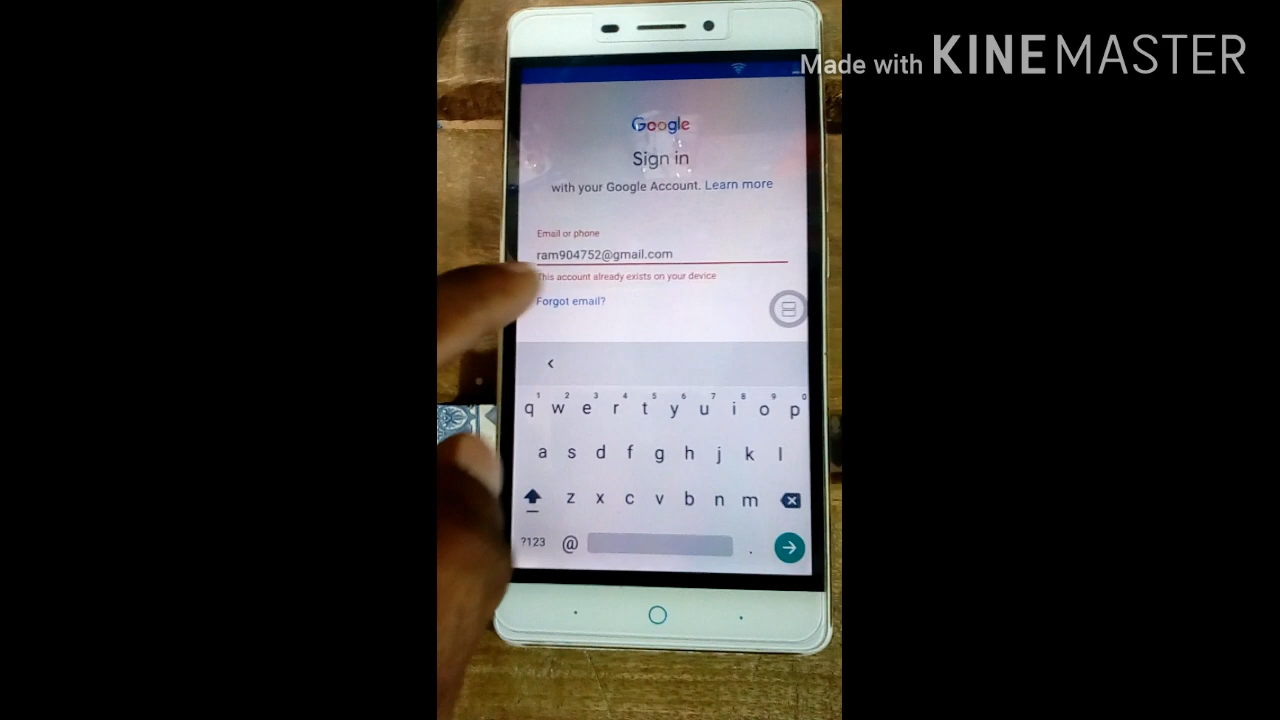 Made with KINEMASTER
Google
Sign in
with your Google Account. Learn more
Email or phone
ram904752@gmail.com
This account already exists on your device
Forgot email?
<
1 2 3 4 5 6 7 8 9 0
q w e r t y u i o p
a s d f g h j k l
z x c v b n m
?123 @ .